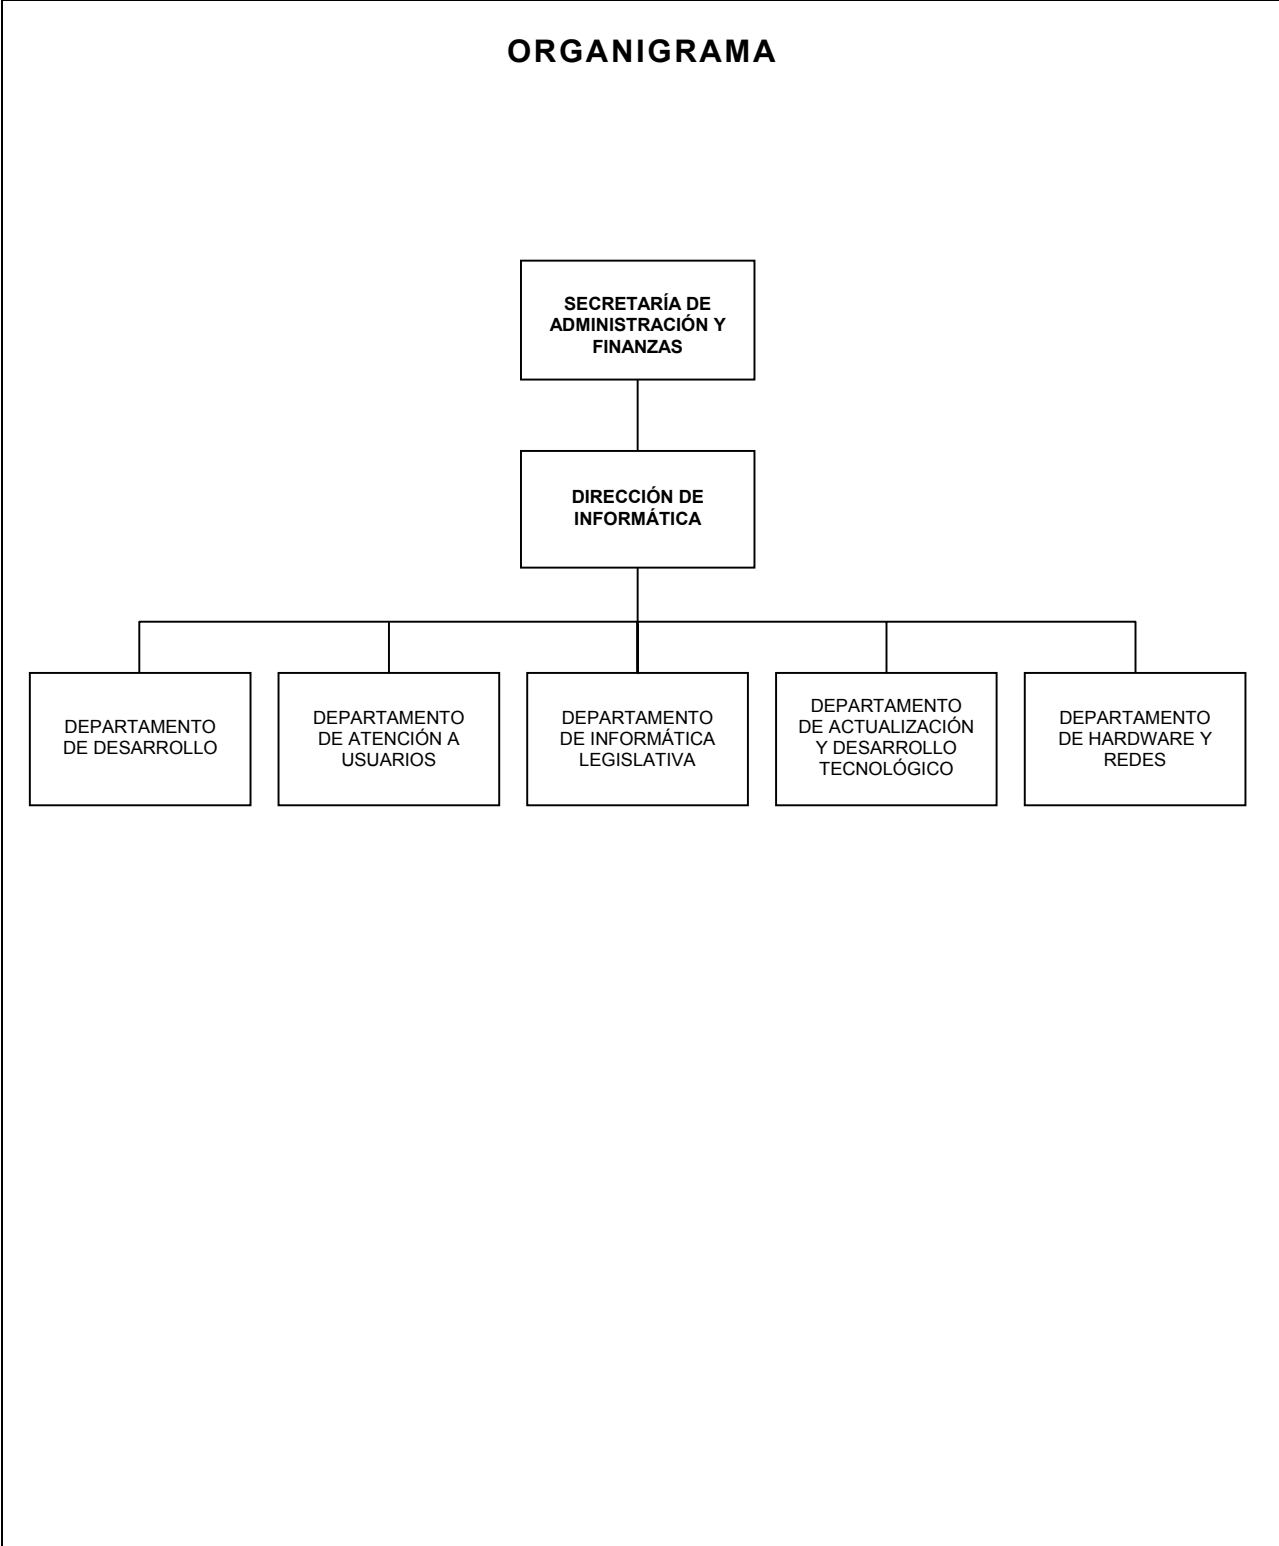 ORGANIGRAMA
SECRETARÍA DE
ADMINISTRACIÓN Y
FINANZAS
DIRECCIÓN DE
INFORMÁTICA
DEPARTAMENTO
DE DESARROLLO
DEPARTAMENTO
DE ATENCIÓN A
USUARIOS
DEPARTAMENTO
DE INFORMÁTICA
LEGISLATIVA
DEPARTAMENTO
DE ACTUALIZACIÓN
Y DESARROLLO
TECNOLÓGICO
DEPARTAMENTO
DE HARDWARE Y
REDES